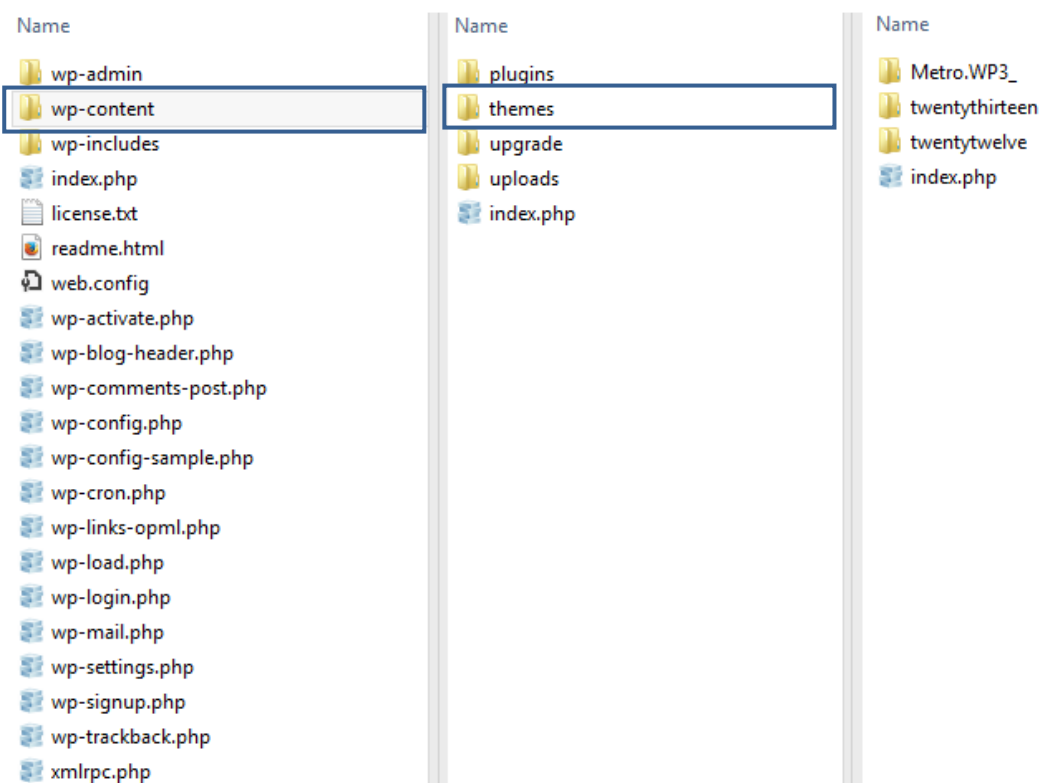 Name
wp-admin
wp-content
wp-includes
index.php
license.txt
readme.html
web.config
wp-activate.php
wp-blog-header.php
wp-comments-post.php
wp-config.php
wp-config-sample.php
wp-cron.php
wp-links-opml.php
wp-load.php
wp-login.php
wp-mail.php
wp-settings.php
wp-signup.php
wp-trackback.php
xmlrpc.php
Name
plugins
themes
upgrade
uploads
index.php
Name
Metro.WP3_
twentythirteen
twentytwelve
index.php